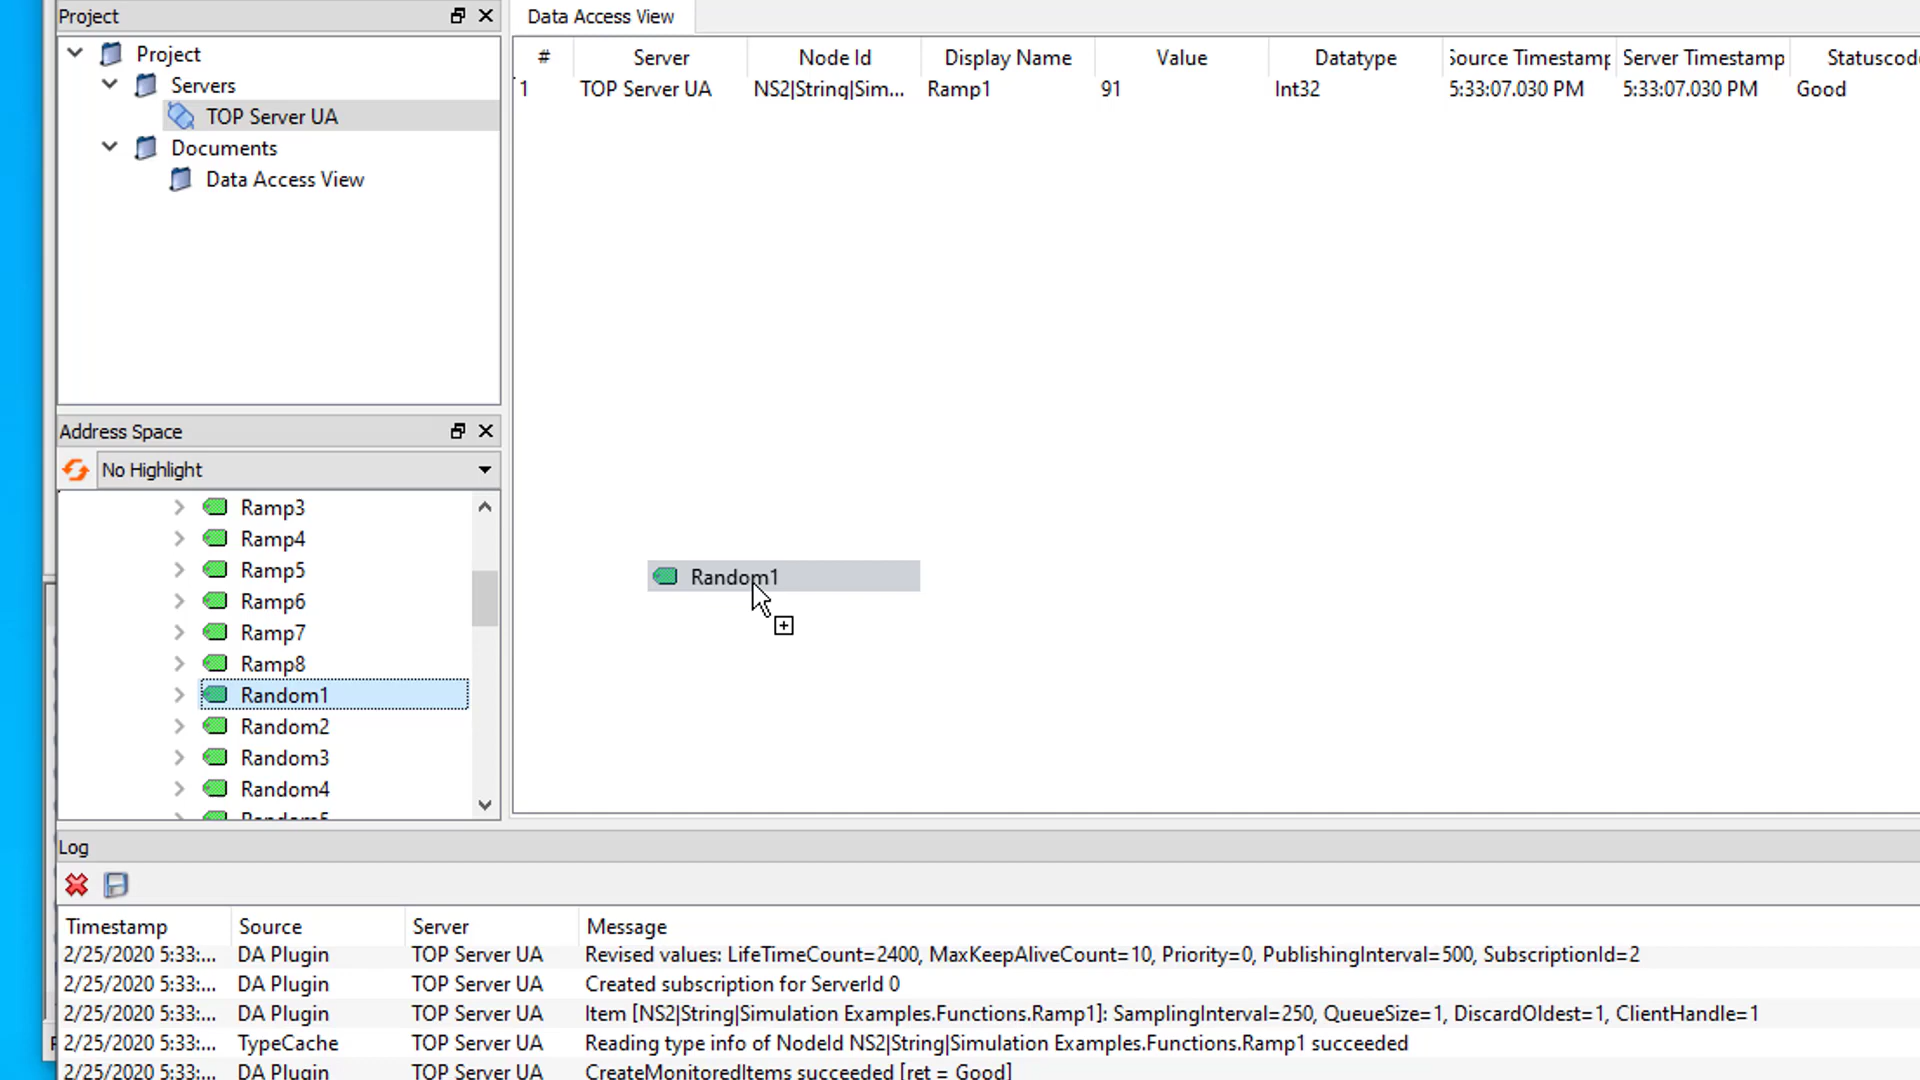 Project
Project
Servers
TOP Server UA
Documents
Data Access View
Data Access View
# Server Node Id Display Name Value Datatype Source Timestamp Server Timestamp Statuscod
1 TOP Server UA NS2|String|Sim... Ramp1 91 Int32 5:33:07.030 PM 5:33:07.030 PM Good
Address Space
No Highlight
Ramp3
Ramp4
Ramp5
Ramp6
Ramp7
Ramp8
Random1
Random2
Random3
Random4
Random5
Random1
Log
Timestamp Source Server Message
2/25/2020 5:33:... DA Plugin TOP Server UA Revised values: LifeTimeCount=2400, MaxKeepAliveCount=10, Priority=0, PublishingInterval=500, SubscriptionId=2
2/25/2020 5:33:... DA Plugin TOP Server UA Created subscription for ServerId 0
2/25/2020 5:33:... DA Plugin TOP Server UA Item [NS2|String|Simulation Examples.Functions.Ramp1]: SamplingInterval=250, QueueSize=1, DiscardOldest=1, ClientHandle=1
2/25/2020 5:33:... TypeCache TOP Server UA Reading type info of NodeId NS2|String|Simulation Examples.Functions.Ramp1 succeeded
2/25/2020 5:33:... DA Plugin TOP Server UA CreateMonitoredItems succeeded [ret = Good]